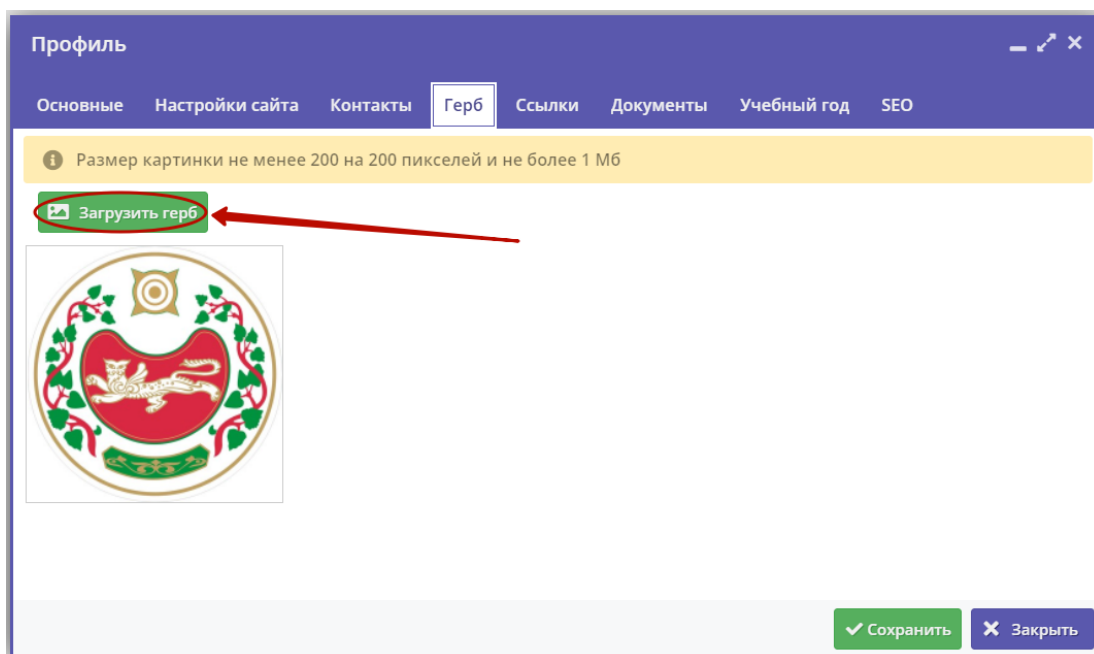 Профиль
Основные Настройки сайта Контакты Герб Ссылки Документы Учебный год SEO
Размер картинки не менее 200 на 200 пикселей и не более 1 Мб
Загрузить герб
Сохранить Закрыть